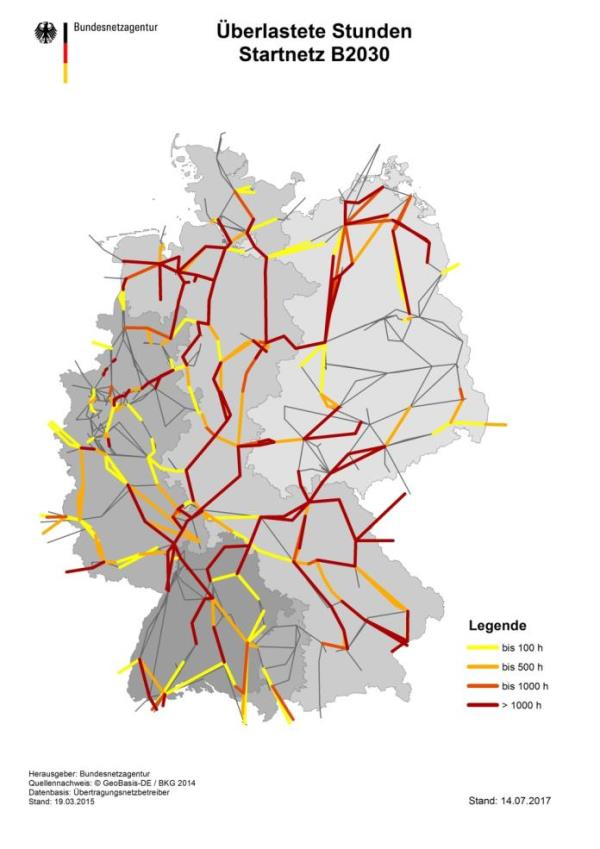 Bundesnetzagentur
Überlastete Stunden
Startnetz B2030
Legende
bis 100 h
bis 500 h
bis 1000 h
> 1000 h
Herausgeber: Bundesnetzagentur
Quellennachweis: © GeoBasis-DE / BKG 2014
Datenbasis: Übertragungsnetzbetreiber
Stand: 19.03.2015
Stand: 14.07.2017